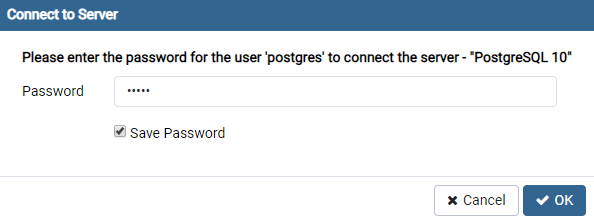 Connect to Server
Please enter the password for the user 'postgres' to connect the server - "PostgreSQL 10"
Password •••••
Save Password
Cancel OK